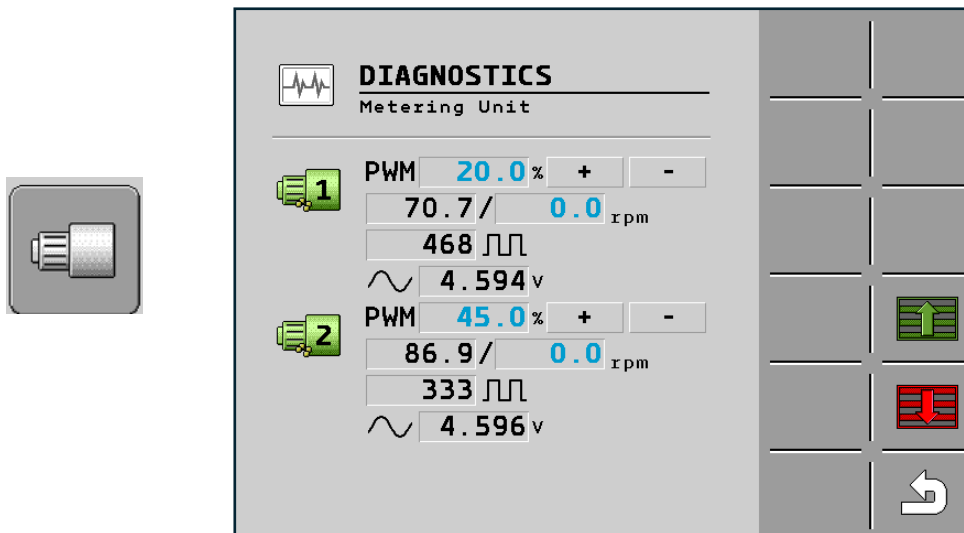 DIAGNOSTICS
Metering Unit
1 PWM 20.0 % + -
70.7/ 0.0 rpm
468
4.594 V
2 PWM 45.0 % + -
86.9/ 0.0 rpm
333
4.596 V